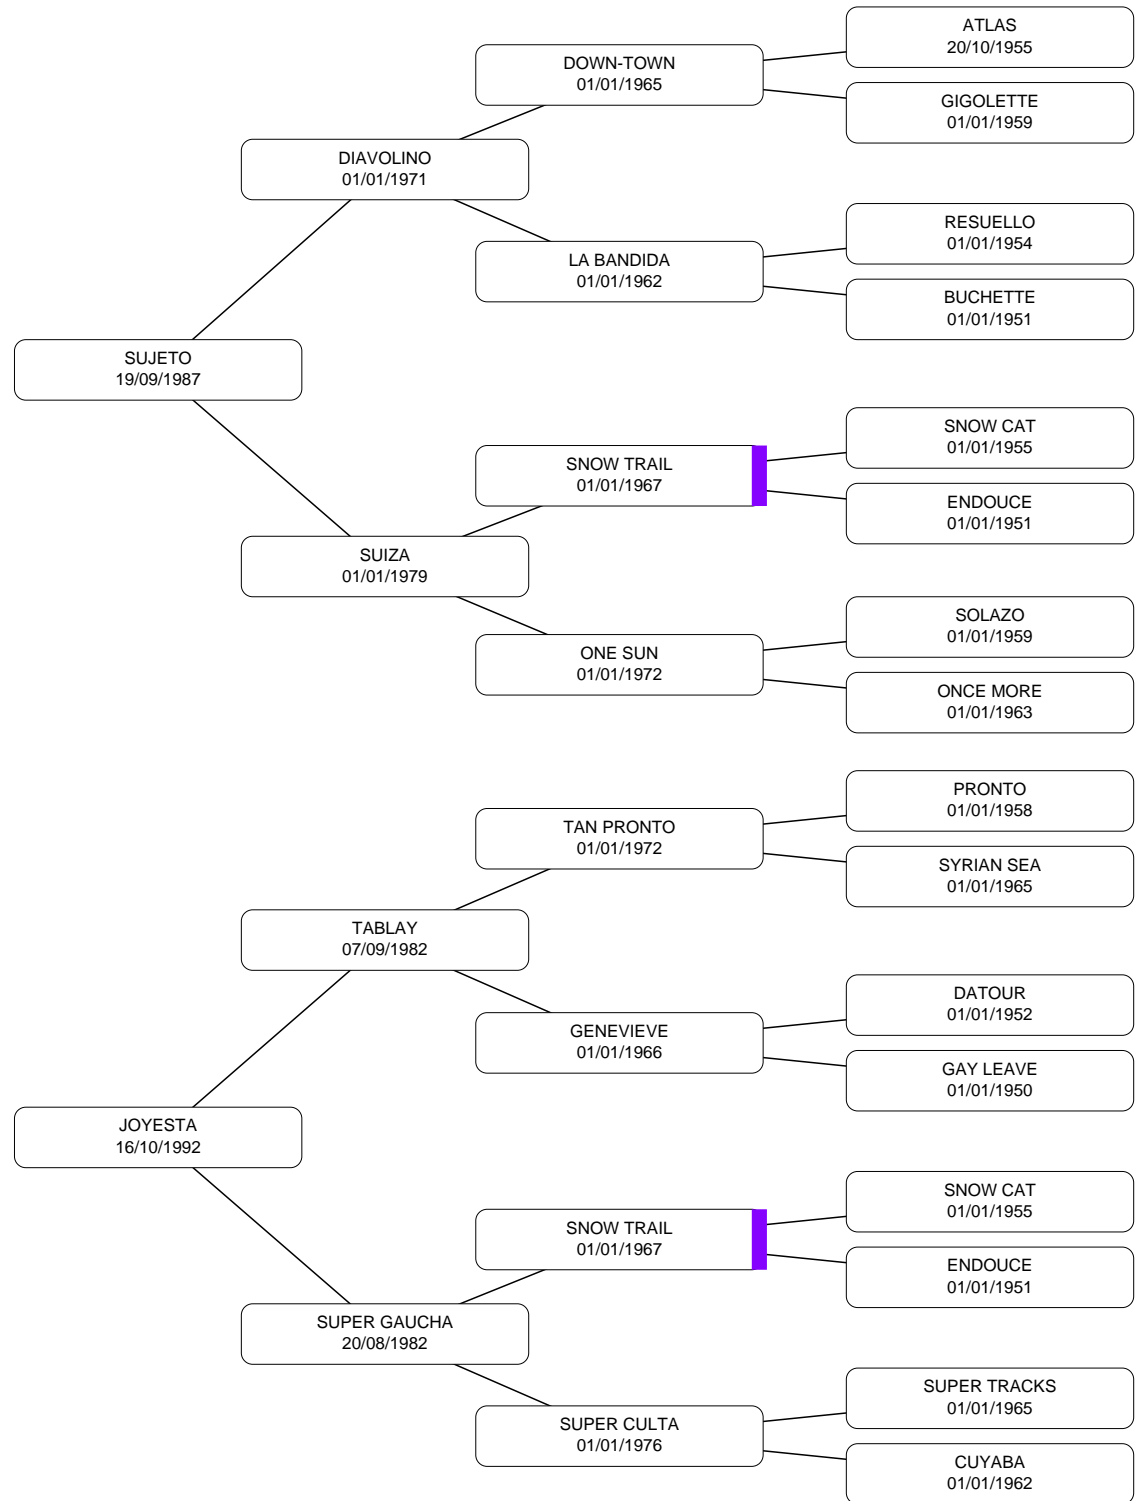 ATLAS
20/10/1955
DOWN-TOWN
01/01/1965
GIGOLETTE
01/01/1959
DIAVOLINO
01/01/1971
RESUELLO
01/01/1954
LA BANDIDA
01/01/1962
BUCHETTE
01/01/1951
SUJETO
19/09/1987
SNOW CAT
01/01/1955
SNOW TRAIL
01/01/1967
ENDOUCE
01/01/1951
SUIZA
01/01/1979
SOLAZO
01/01/1959
ONE SUN
01/01/1972
ONCE MORE
01/01/1963
PRONTO
01/01/1958
TAN PRONTO
01/01/1972
SYRIAN SEA
01/01/1965
TABLAY
07/09/1982
DATOUR
01/01/1952
GENEVIEVE
01/01/1966
GAY LEAVE
01/01/1950
JOYESTA
16/10/1992
SNOW CAT
01/01/1955
SNOW TRAIL
01/01/1967
ENDOUCE
01/01/1951
SUPER GAUCHA
20/08/1982
SUPER TRACKS
01/01/1965
SUPER CULTA
01/01/1976
CUYABA
01/01/1962